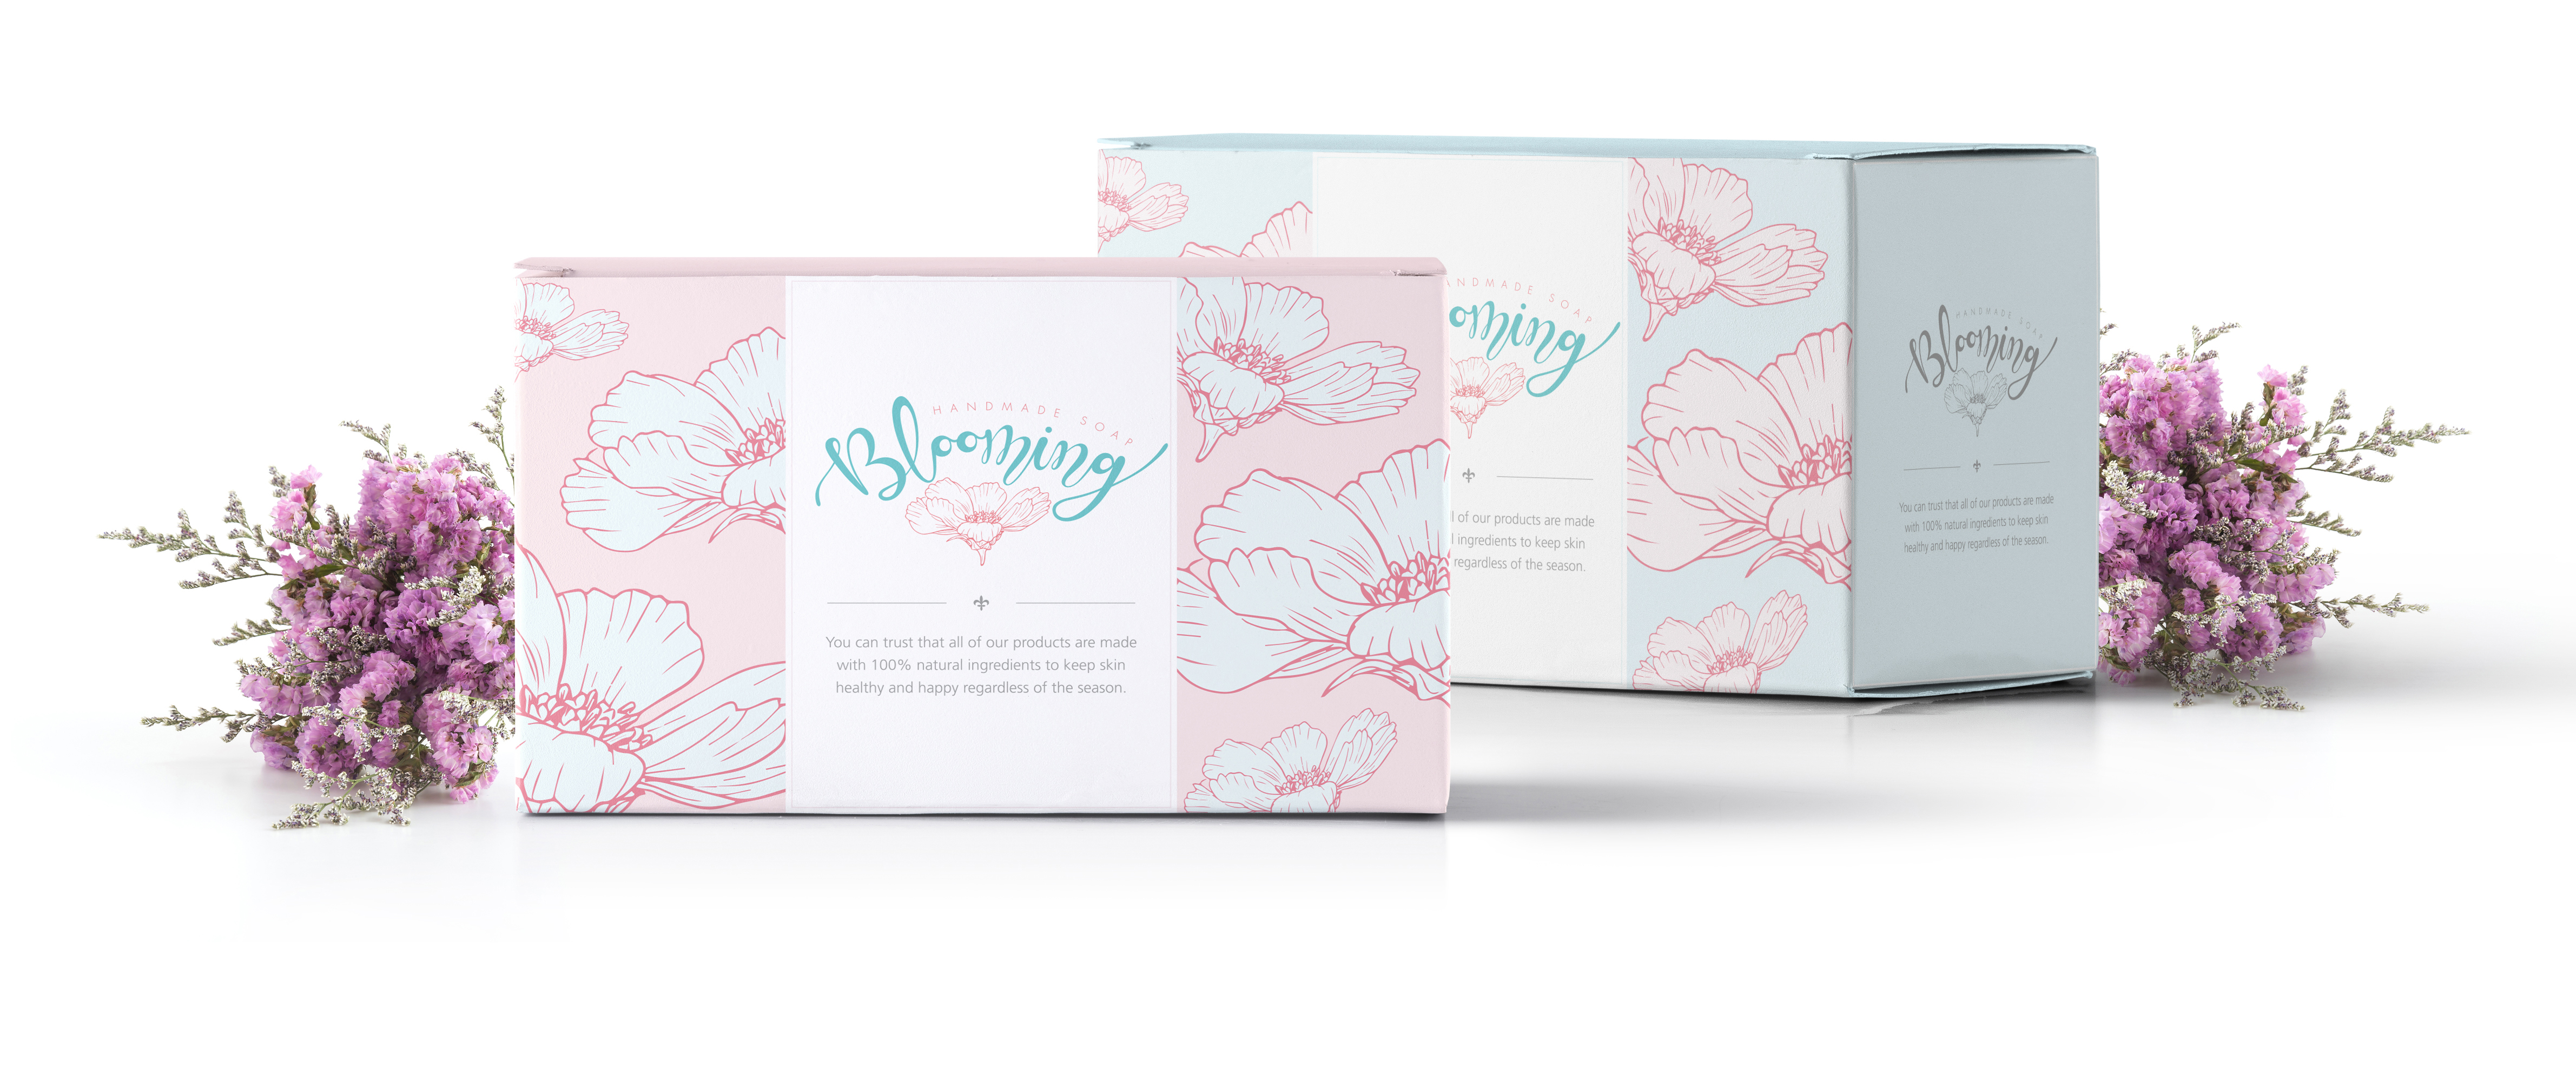 HANDMADE SOAP
Blooming
You can trust that all of our products are made
with 100% natural ingredients to keep skin
healthy and happy regardless of the season.
NDMADE SOAP
oming
l of our products are made
l ingredients to keep skin
regardless of the season.
HANDMADE SOAP
Blooming
You can trust that all of our products are made
with 100% natural ingredients to keep skin
healthy and happy regardless of the season.